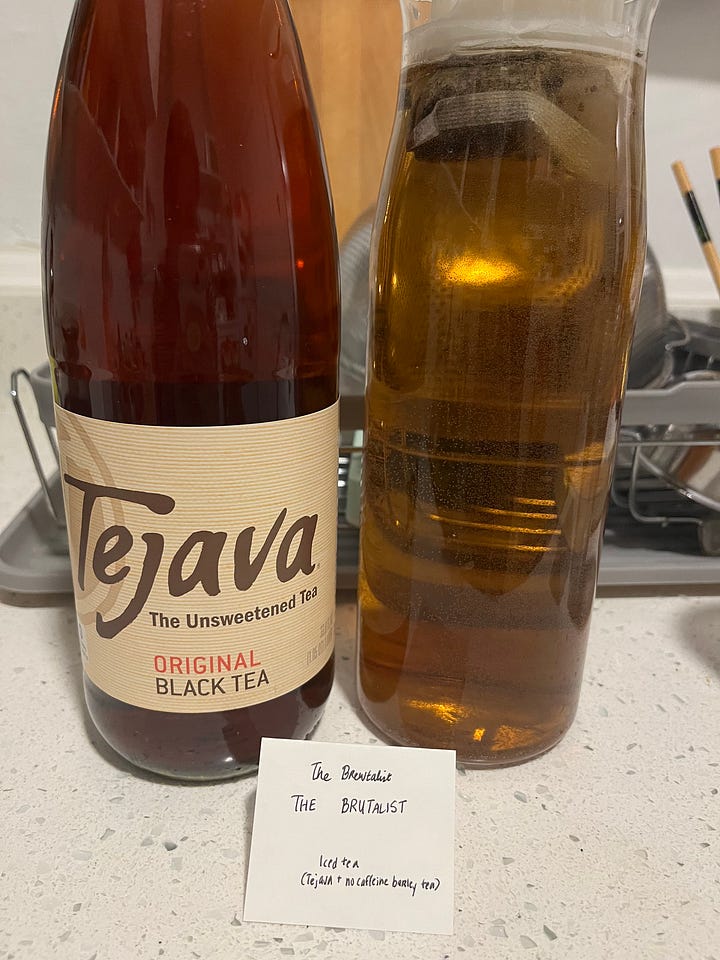 Tejava
The Unsweetened Tea
ORIGINAL
BLACK TEA
The Brewtalist
THE BRUTALIST
Iced tea
(Tejava + no caffeine barley tea)